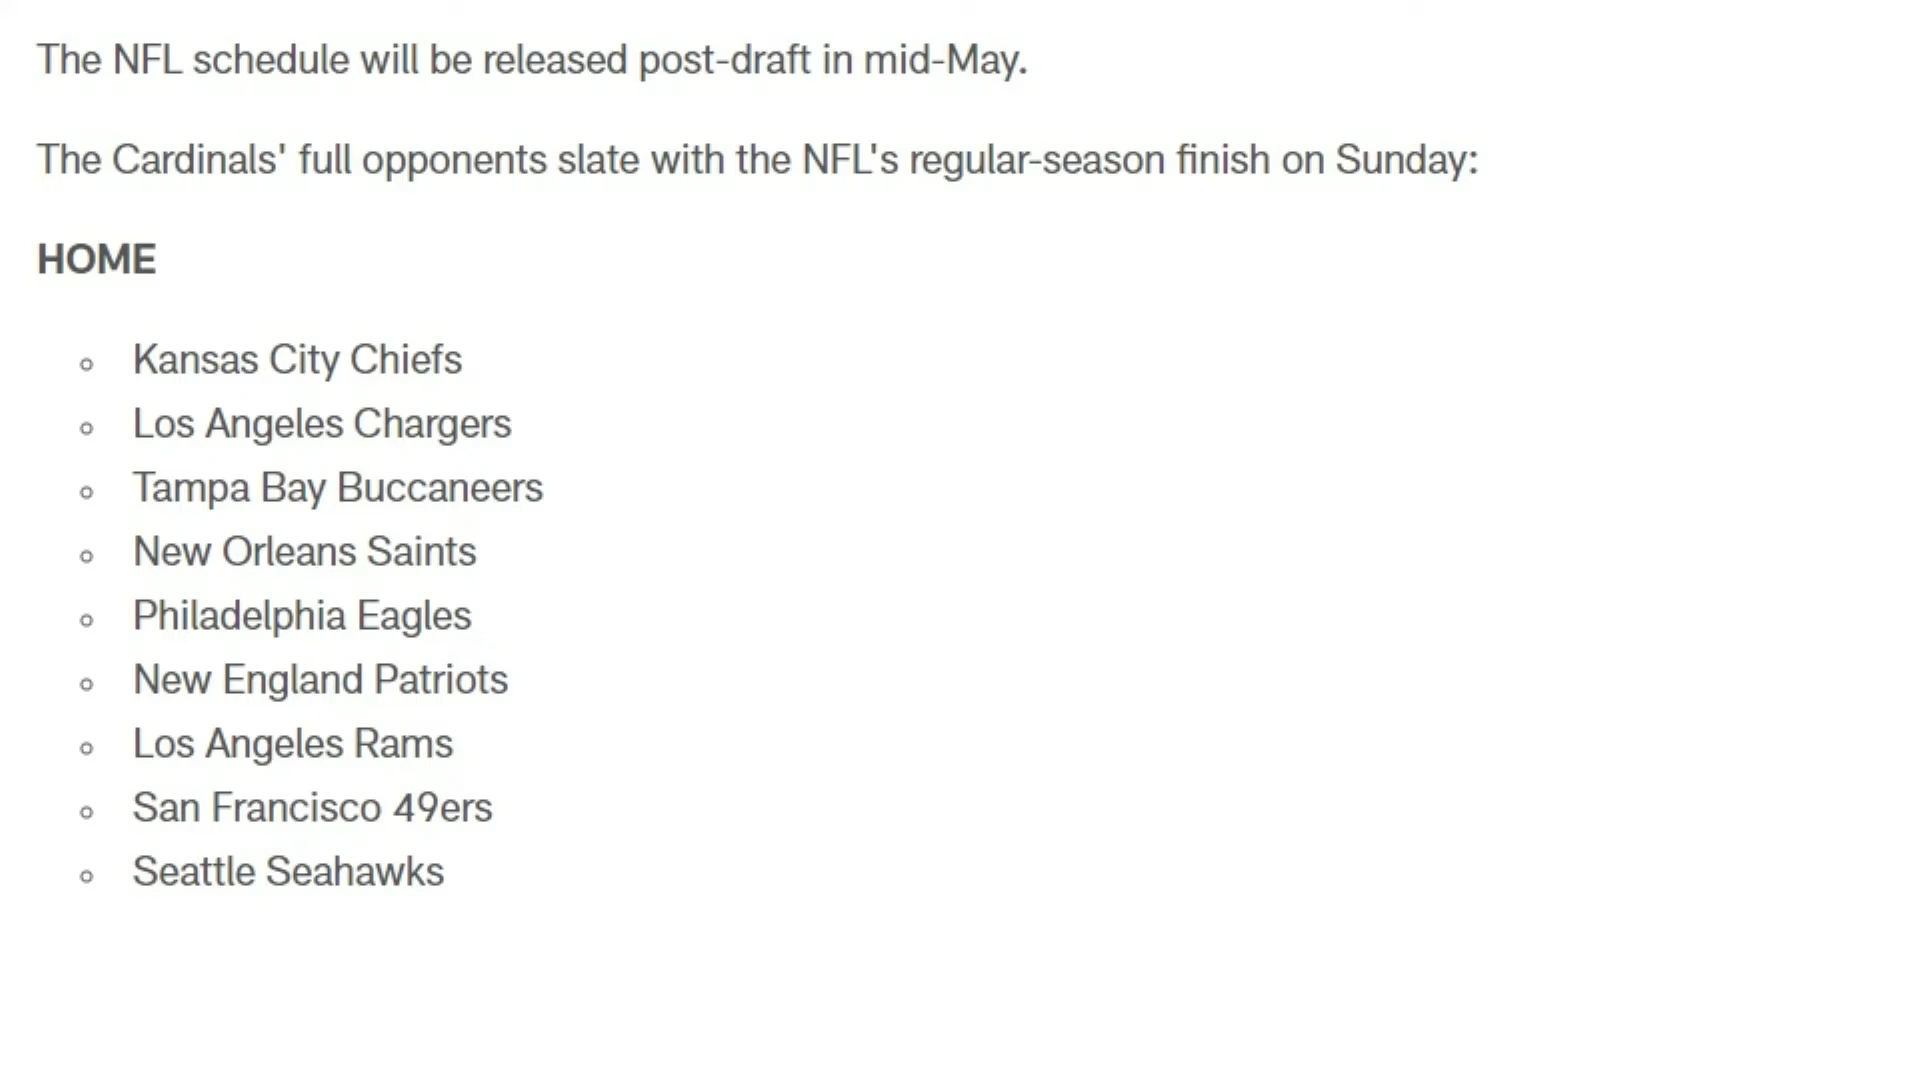 The NFL schedule will be released post-draft in mid-May.
The Cardinals' full opponents slate with the NFL's regular-season finish on Sunday:
HOME
Kansas City Chiefs
Los Angeles Chargers
Tampa Bay Buccaneers
New Orleans Saints
Philadelphia Eagles
New England Patriots
Los Angeles Rams
San Francisco 49ers
Seattle Seahawks